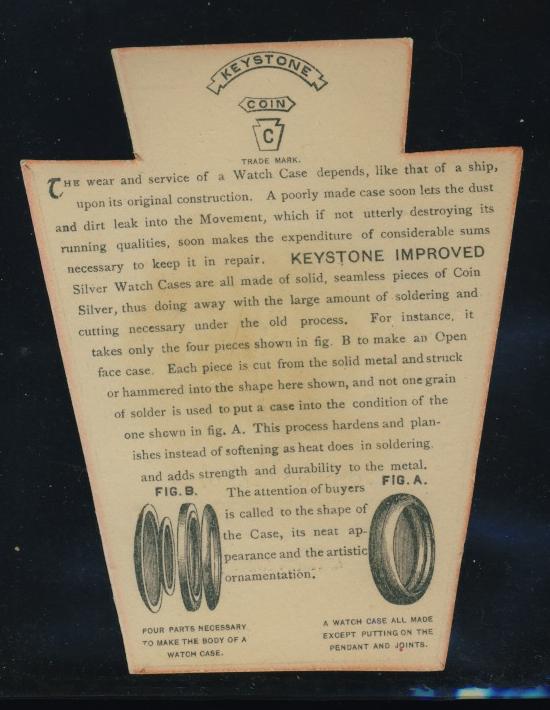 KEYSTONE
COIN
C
TRADE MARK.
THE wear and service of a Watch Case depends, like that of a ship,
upon its original construction. A poorly made case soon lets the dust
and dirt leak into the Movement, which if not utterly destroying its
running qualities, soon makes the expenditure of considerable sums
necessary to keep it in repair. KEYSTONE IMPROVED
Silver Watch Cases are all made of solid, seamless pieces of Coin
Silver, thus doing away with the large amount of soldering and
cutting necessary under the old process. For instance, it
takes only the four pieces shown in fig. B to make an Open
face case. Each piece is cut from the solid metal and struck
or hammered into the shape here shown, and not one grain
of solder is used to put a case into the condition of the
one shewn in fig. A. This process hardens and plan-
ishes instead of softening as heat does in soldering.
and adds strength and durability to the metal.
FIG. B.
The attention of buyers
is called to the shape of
the Case, its neat ap-
pearance and the artistic
ornamentation.
FIG. A.
FOUR PARTS NECESSARY
TO MAKE THE BODY OF A
WATCH CASE.
A WATCH CASE ALL MADE
EXCEPT PUTTING ON THE
PENDANT AND JOINTS.